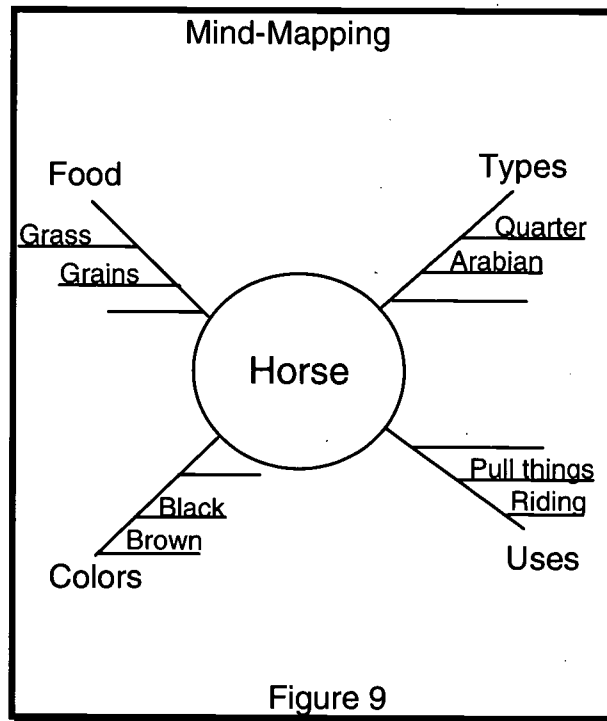 Mind-Mapping
Food
Grass
Grains
Types
Quarter
Arabian
Horse
Black
Brown
Colors
Pull things
Riding
Uses
Figure 9